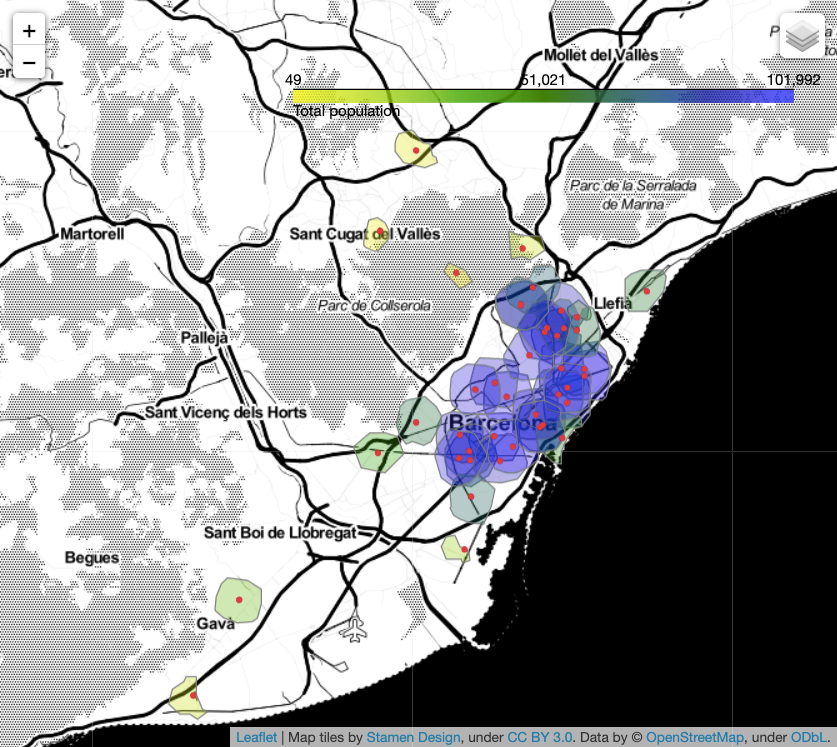 +
−
Mollet del Vallès
49
51,021
101,992
Total population
Parc de la Serralada
de Marina
Martorell
Sant Cugat del Vallès
Parc de Collserola
Llefià
Pallejà
Sant Vicenç dels Horts
Barcelona
Sant Boi de Llobregat
Begues
Gavà
Leaflet | Map tiles by Stamen Design, under CC BY 3.0. Data by © OpenStreetMap, under ODbL.